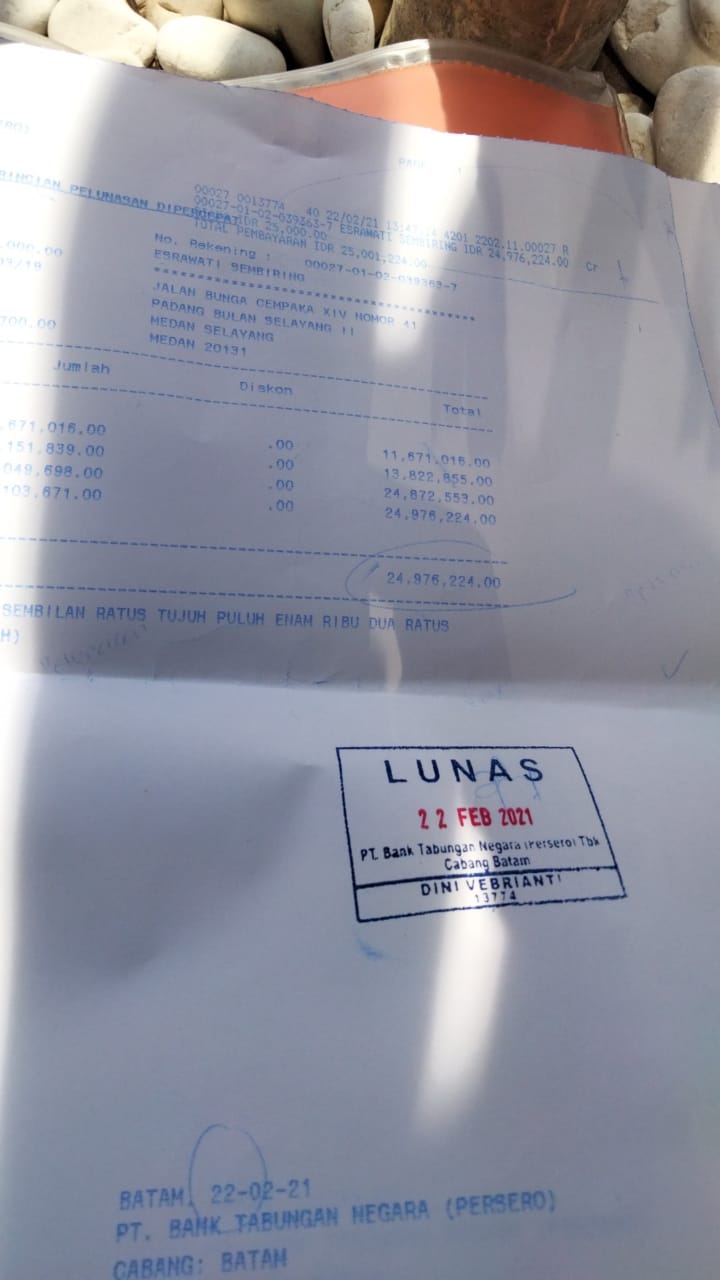 RINCIAN PELUNASAN DIPERCEPAT
00027 0013774 40 22/02/21 13:47:14 4201 2202.11.00027 R
00027-01-02-039363-7 ESRAWATI SEMBIRING IDR 24,976,224.00 Cr
IDR 25,000.00
TOTAL PEMBAYARAN IDR 25,001,224.00
No. Rekening : 00027-01-02-039363-7
ESRAWATI SEMBIRING
JALAN BUNGA CEMPAKA XIV NOMOR 41
PADANG BULAN SELAYANG II
MEDAN SELAYANG
MEDAN 20131
Jumlah Diskon Total
.671,016.00 .00 11,671,016.00
,151,839.00 .00 13,822,855.00
,049,698.00 .00 24,872,553.00
103,671.00 .00 24,976,224.00
24,976,224.00
SEMBILAN RATUS TUJUH PULUH ENAM RIBU DUA RATUS
H)
LUNAS
22 FEB 2021
PT. Bank Tabungan Negara (Persero) Tbk
Cabang Batam
DINI VEBRIANTI
13774
BATAM, 22-02-21
PT. BANK TABUNGAN NEGARA (PERSERO)
CABANG: BATAM